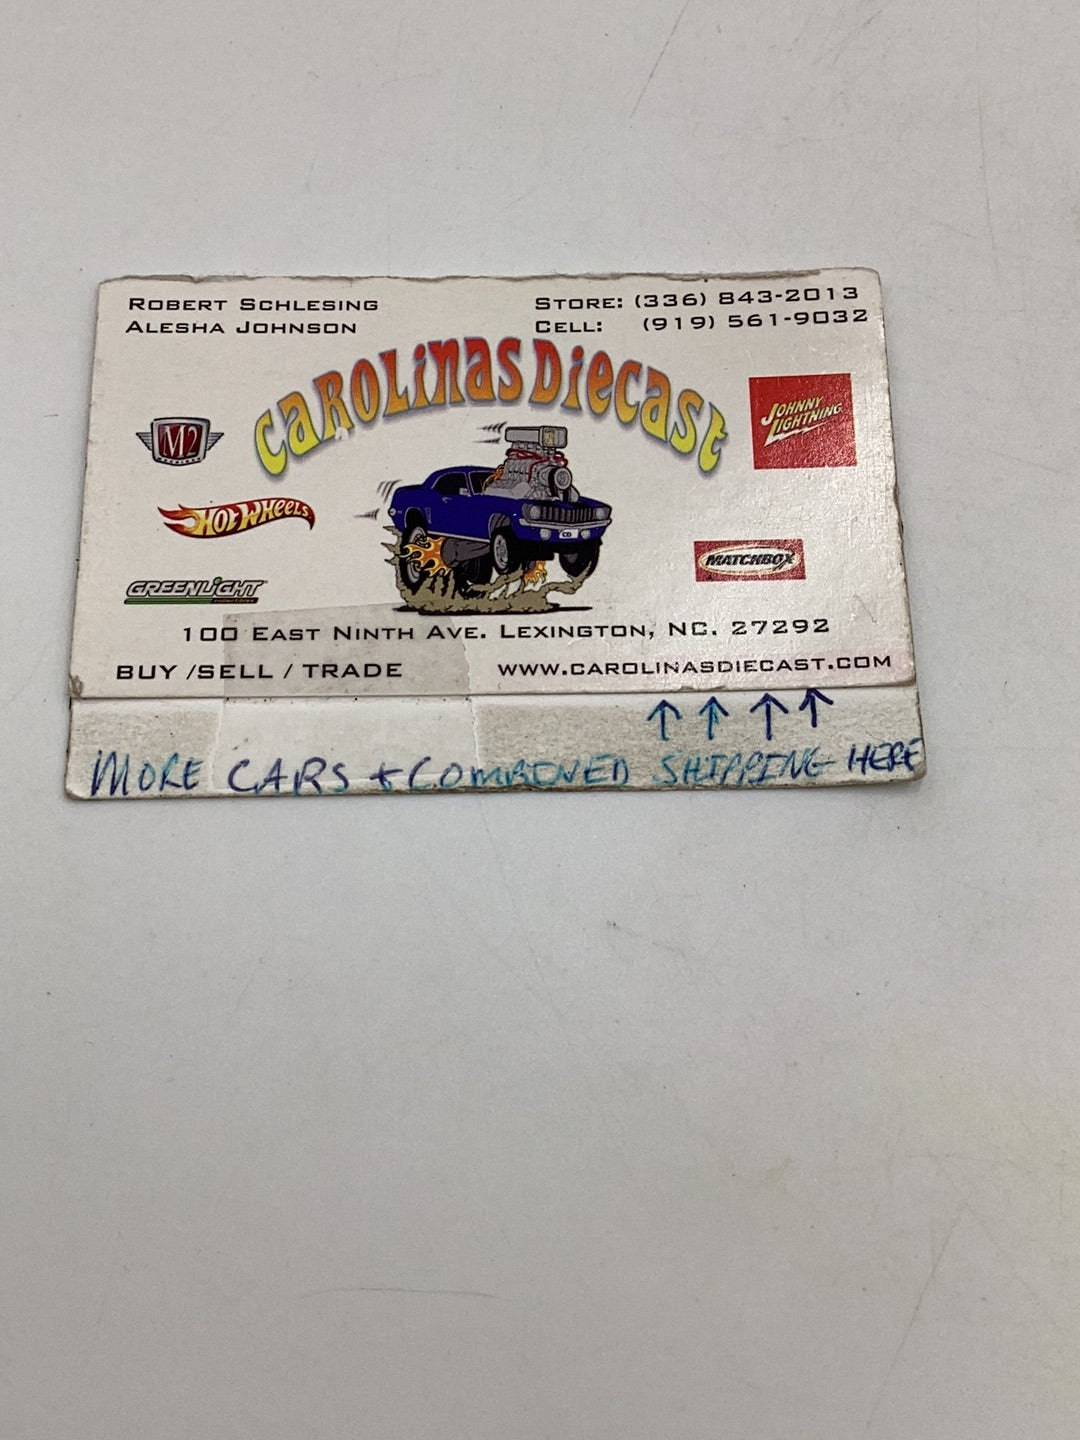 ROBERT SCHLESING
ALESHA JOHNSON
STORE: (336) 843-2013
CELL: (919) 561-9032
CAROLINAS DIECAST
M2
JOHNNY
LIGHTNING
HOT WHEELS
CD
MATCHBOX
GREENLIGHT
100 EAST NINTH AVE. LEXINGTON, NC. 27292
BUY /SELL / TRADE
WWW.CAROLINASDIECAST.COM
MORE CARS + COMBINED SHIPPING HERE